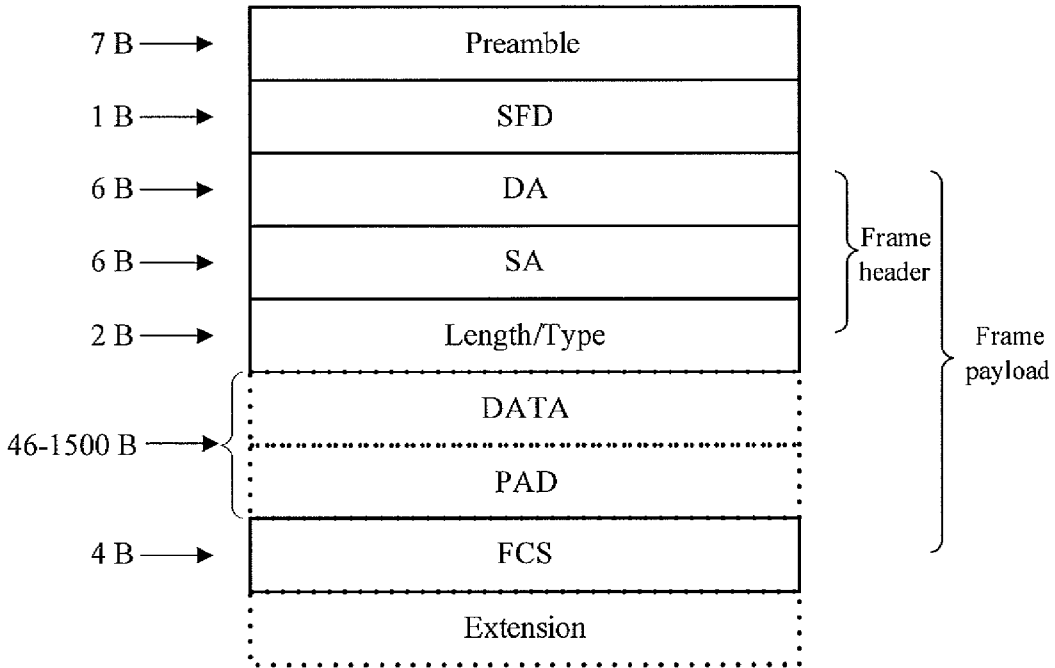 7 B
Preamble
1 B
SFD
6 B
DA
6 B
SA
2 B
Length/Type
Frame
header
Frame
payload
46-1500 B
DATA
PAD
4 B
FCS
Extension